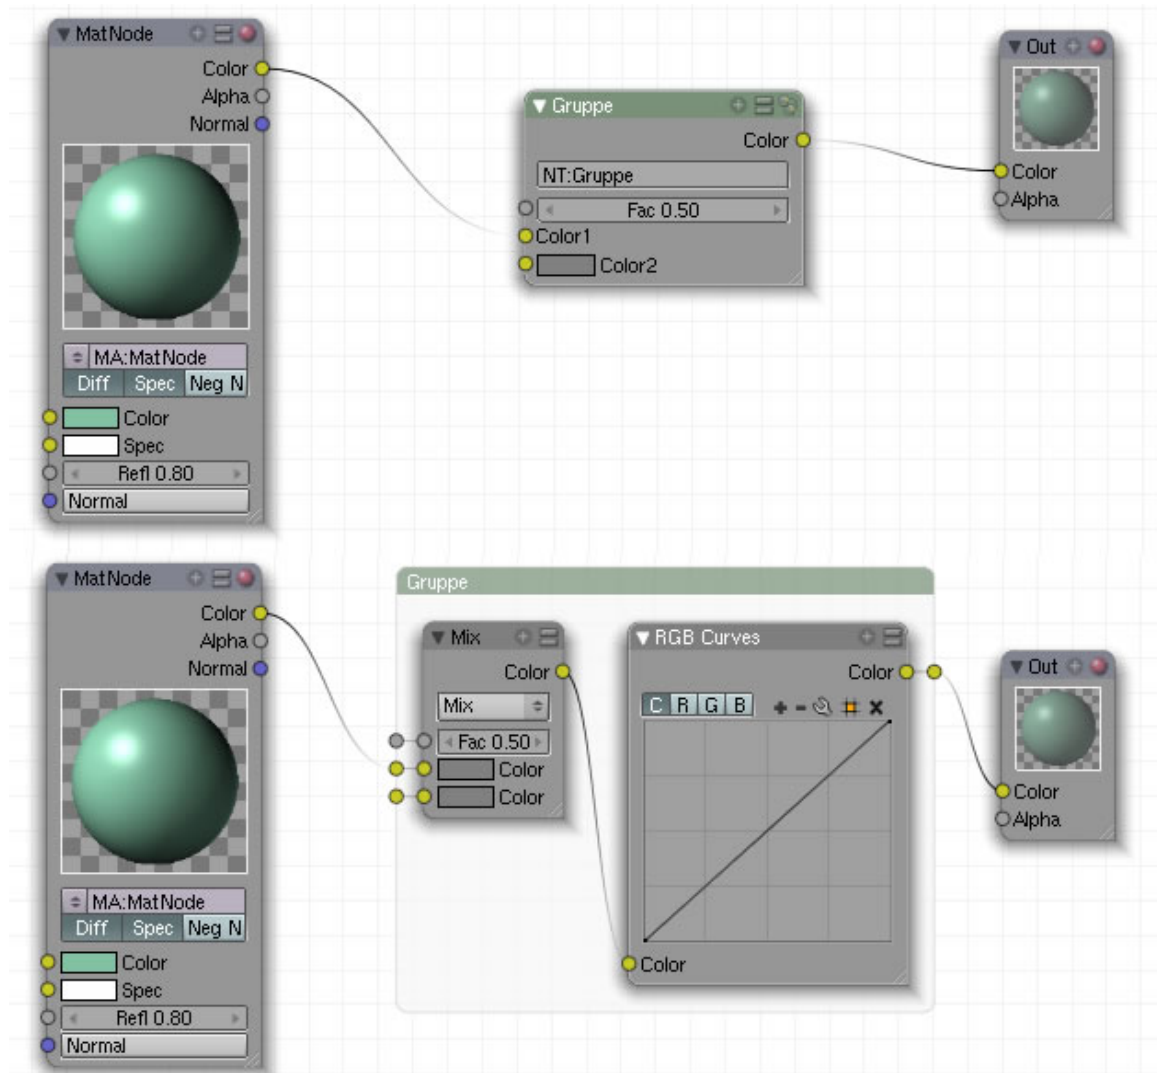 MatNode
Color
Alpha
Normal
MA:MatNode
Diff Spec Neg N
Color
Spec
Refl 0.80
Normal
Gruppe
Color
NT:Gruppe
Fac 0.50
Color1
Color2
Out
Color
Alpha
MatNode
Color
Alpha
Normal
MA:MatNode
Diff Spec Neg N
Color
Spec
Refl 0.80
Normal
Gruppe
Mix
Color
Mix
Fac 0.50
Color
Color
RGB Curves
Color
C R G B
Color
Out
Color
Alpha